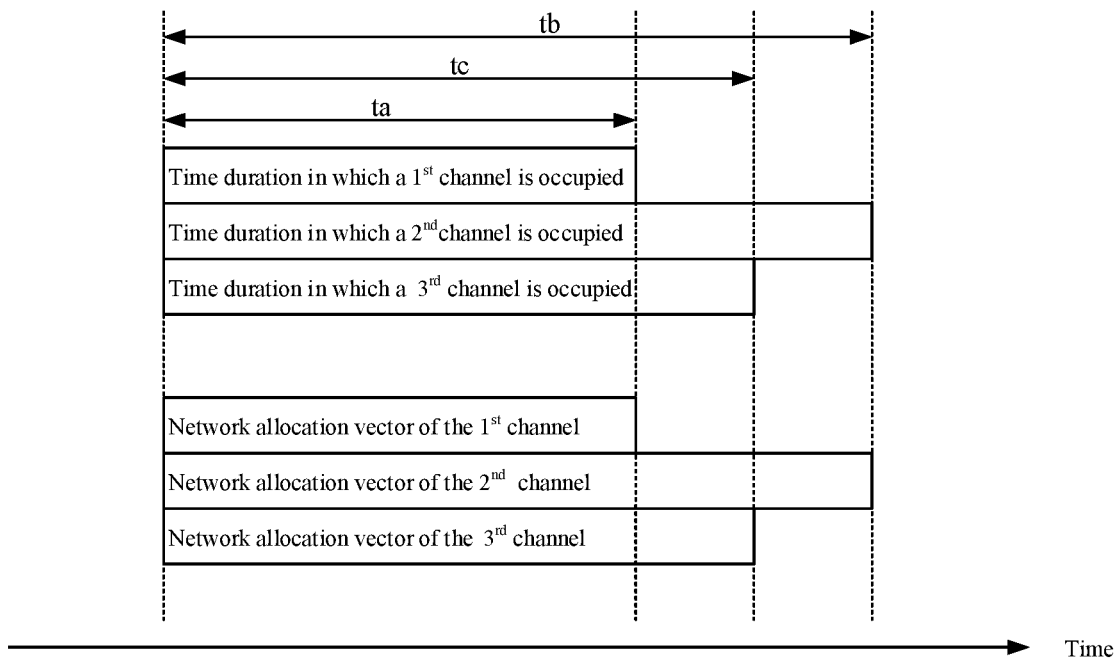 tb
tc
ta
Time duration in which a 1st channel is occupied
Time duration in which a 2nd channel is occupied
Time duration in which a 3rd channel is occupied
Network allocation vector of the 1st channel
Network allocation vector of the 2nd channel
Network allocation vector of the 3rd channel
Time